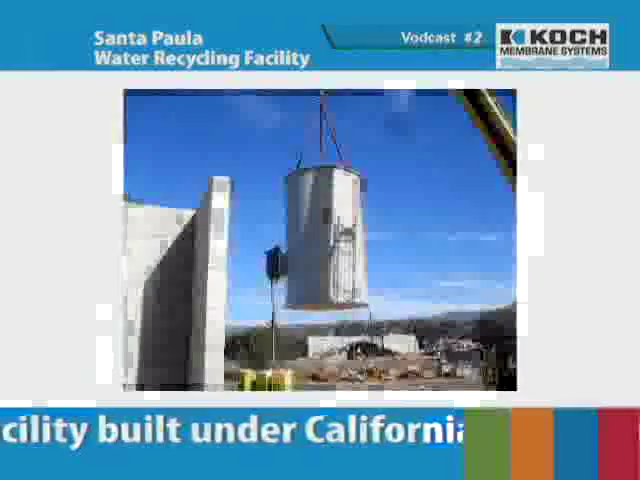 Santa Paula
Water Recycling Facility
Vodcast #2
KOCH
MEMBRANE SYSTEMS
cility built under California